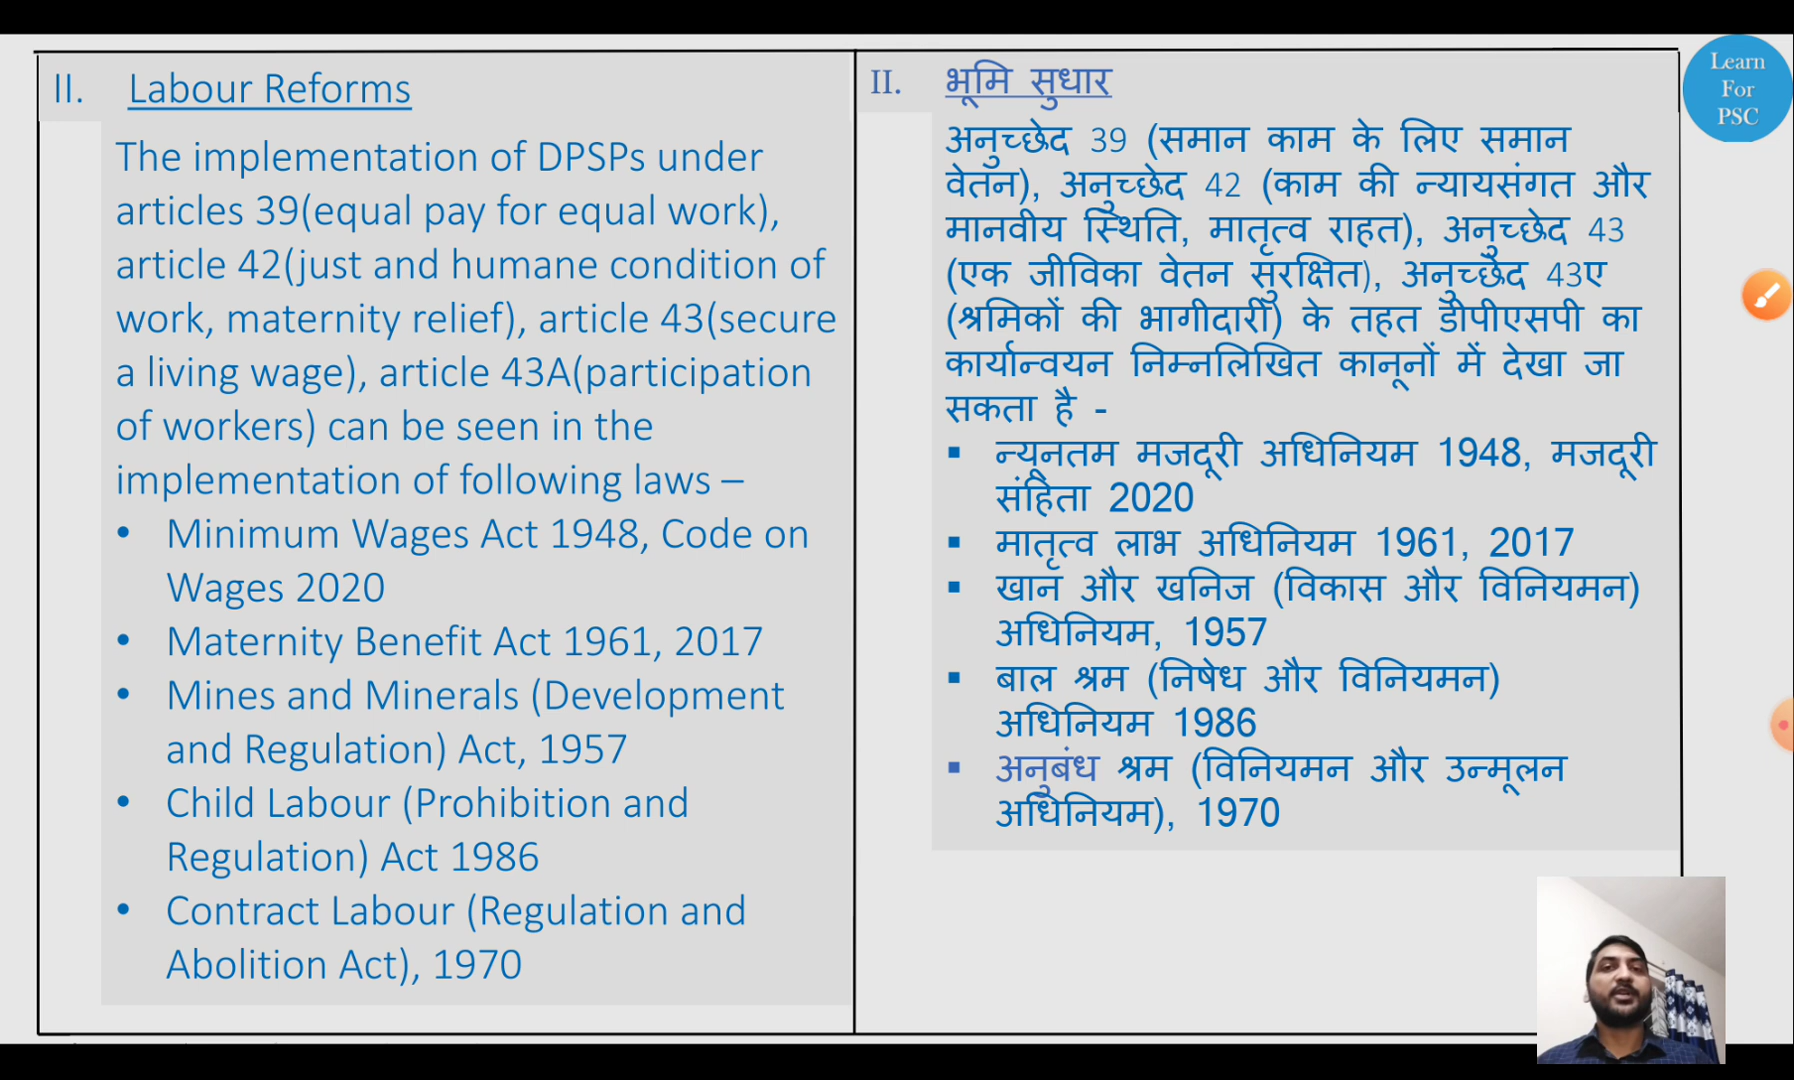 II. Labour Reforms
The implementation of DPSPs under
articles 39(equal pay for equal work),
article 42(just and humane condition of
work, maternity relief), article 43(secure
a living wage), article 43A(participation
of workers) can be seen in the
implementation of following laws –
• Minimum Wages Act 1948, Code on
Wages 2020
• Maternity Benefit Act 1961, 2017
• Mines and Minerals (Development
and Regulation) Act, 1957
• Child Labour (Prohibition and
Regulation) Act 1986
• Contract Labour (Regulation and
Abolition Act), 1970
II. भूमि सुधार
अनुच्छेद 39 (समान काम के लिए समान
वेतन), अनुच्छेद 42 (काम की न्यायसंगत और
मानवीय स्थिति, मातृत्व राहत), अनुच्छेद 43
(एक जीविका वेतन सुरक्षित), अनुच्छेद 43ए
(श्रमिकों की भागीदारी) के तहत डीपीएसपी का
कार्यान्वयन निम्नलिखित कानूनों में देखा जा
सकता है -
▪ न्यूनतम मजदूरी अधिनियम 1948, मजदूरी
संहिता 2020
▪ मातृत्व लाभ अधिनियम 1961, 2017
▪ खान और खनिज (विकास और विनियमन)
अधिनियम, 1957
▪ बाल श्रम (निषेध और विनियमन)
अधिनियम 1986
▪ अनुबंध श्रम (विनियमन और उन्मूलन
अधिनियम), 1970
Learn
For
PSC